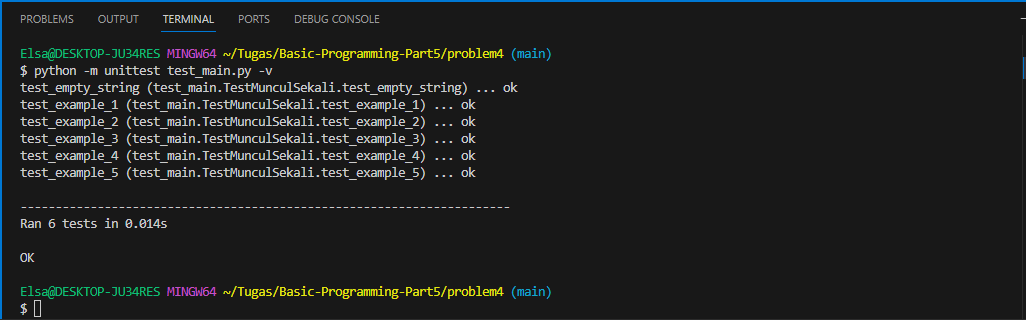 PROBLEMS OUTPUT TERMINAL PORTS DEBUG CONSOLE
Elsa@DESKTOP-JU34RES MINGW64 ~/Tugas/Basic-Programming-Part5/problem4 (main)
$ python -m unittest test_main.py -v
test_empty_string (test_main.TestMunculSekali.test_empty_string) ... ok
test_example_1 (test_main.TestMunculSekali.test_example_1) ... ok
test_example_2 (test_main.TestMunculSekali.test_example_2) ... ok
test_example_3 (test_main.TestMunculSekali.test_example_3) ... ok
test_example_4 (test_main.TestMunculSekali.test_example_4) ... ok
test_example_5 (test_main.TestMunculSekali.test_example_5) ... ok
----------------------------------------------------------------------
Ran 6 tests in 0.014s
OK
Elsa@DESKTOP-JU34RES MINGW64 ~/Tugas/Basic-Programming-Part5/problem4 (main)
$